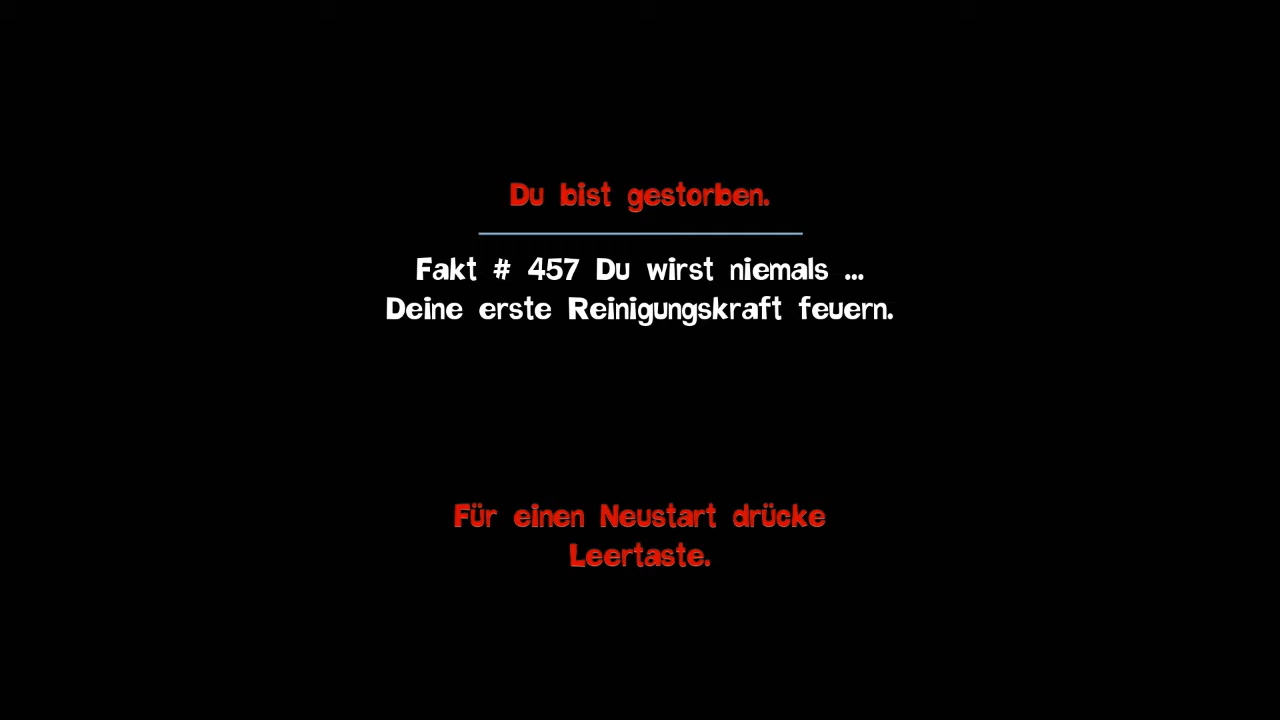 Du bist gestorben.
Fakt # 457 Du wirst niemals ...
Deine erste Reinigungskraft feuern.
Für einen Neustart drücke
Leertaste.